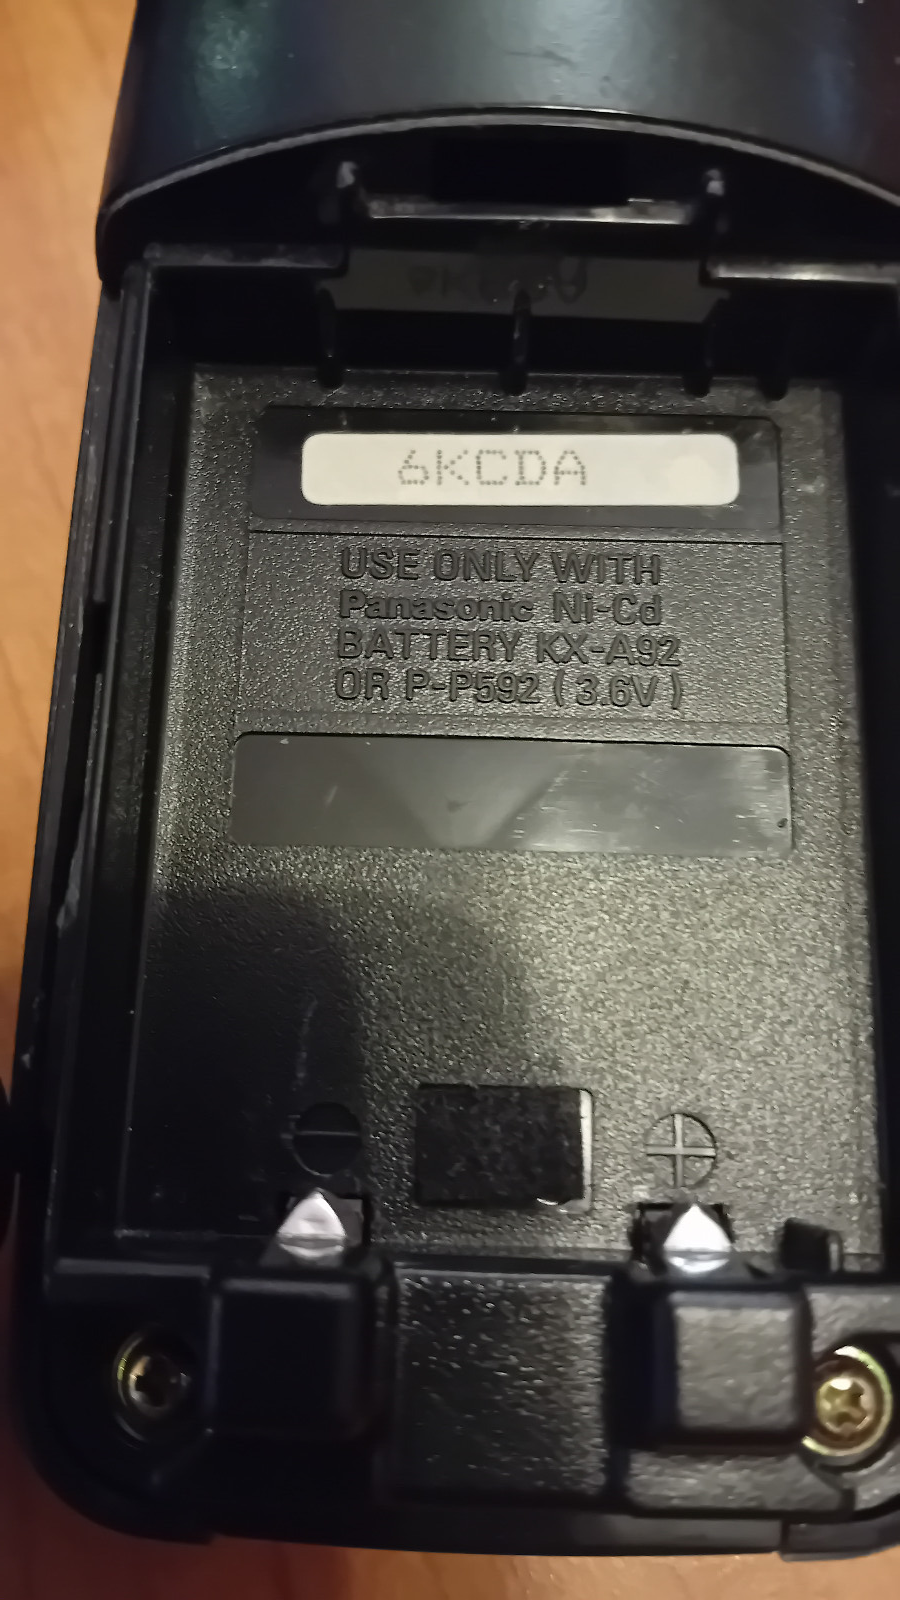 6KCDA
USE ONLY WITH
Panasonic Ni-Cd
BATTERY KX-A92
OR P-P592 (3.6V)